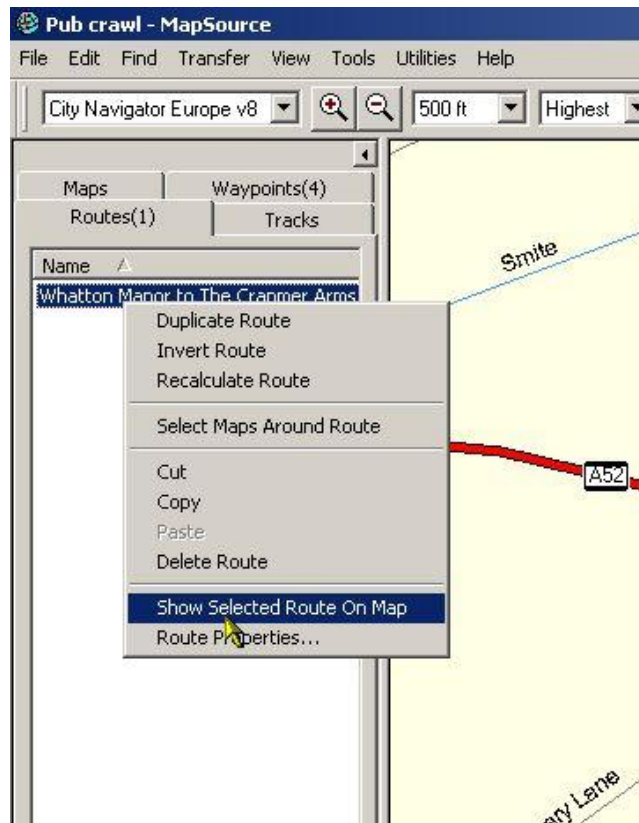 Pub crawl - MapSource
File Edit Find Transfer View Tools Utilities Help
City Navigator Europe v8 500 ft Highest
Maps Waypoints(4)
Routes(1) Tracks
Name
Whatton Manor to The Cranmer Arms
Duplicate Route
Invert Route
Recalculate Route
Select Maps Around Route
Cut
Copy
Paste
Delete Route
Show Selected Route On Map
Route Properties...
Smite
A52
Lane